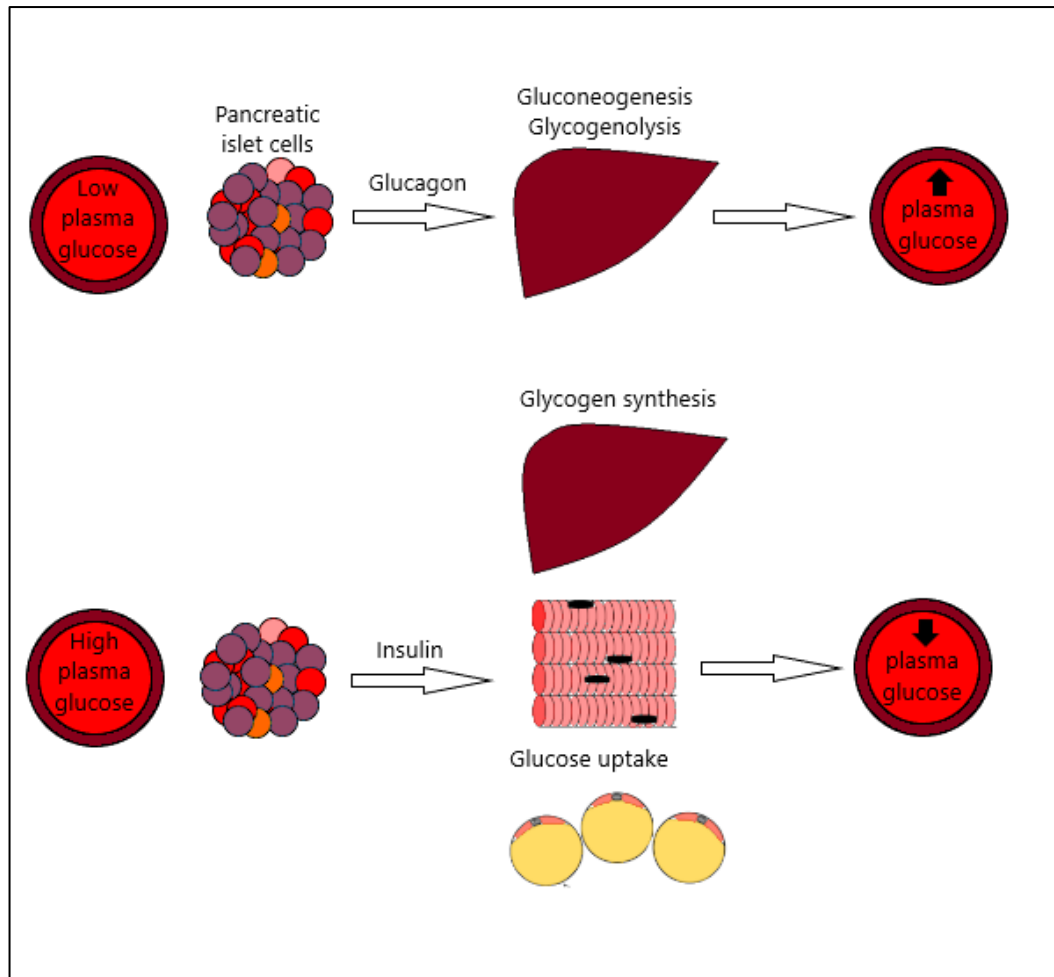 Low
plasma
glucose
Pancreatic
islet cells
Glucagon
Gluconeogenesis
Glycogenolysis
plasma
glucose
Glycogen synthesis
High
plasma
glucose
Insulin
Glucose uptake
plasma
glucose